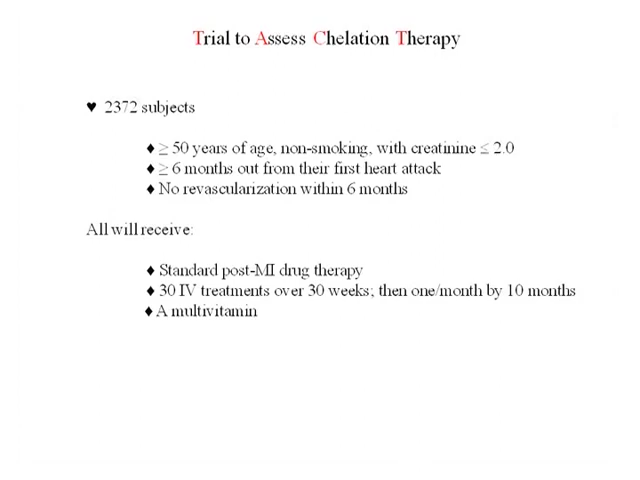 Trial to Assess Chelation Therapy
♥ 2372 subjects
♦ ≥ 50 years of age, non-smoking, with creatinine ≤ 2.0
♦ ≥ 6 months out from their first heart attack
♦ No revascularization within 6 months
All will receive:
♦ Standard post-MI drug therapy
♦ 30 IV treatments over 30 weeks; then one/month by 10 months
♦ A multivitamin